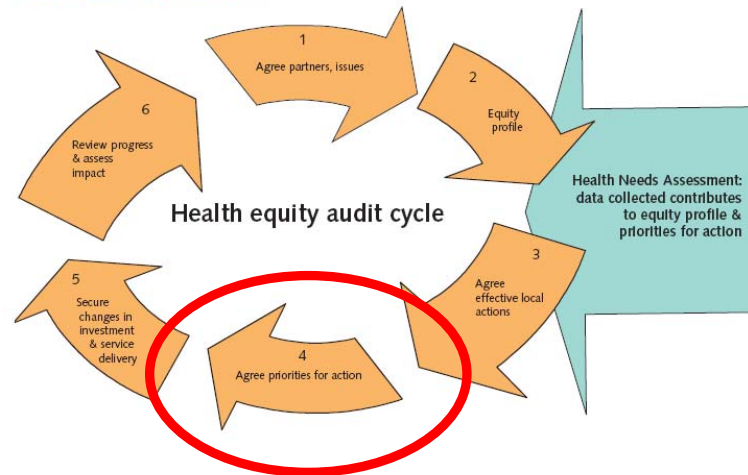 1
Agree partners, issues
2
Equity
profile
Health Needs Assessment:
data collected contributes
to equity profile &
priorities for action
3
Agree
effective local
actions
4
Agree priorities for action
5
Secure
changes in
investment
& service
delivery
6
Review progress
& assess
impact
Health equity audit cycle